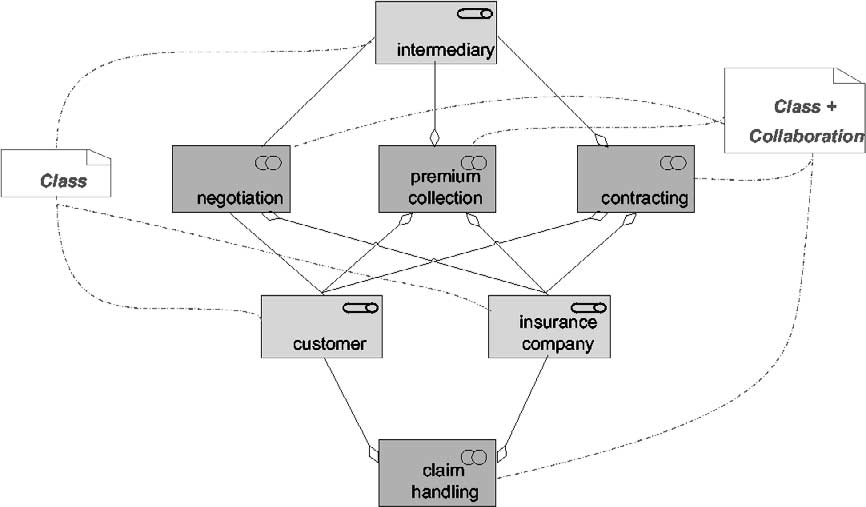 intermediary
Class +
Collaboration
Class
negotiation
premium
collection
contracting
customer
insurance
company
claim
handling